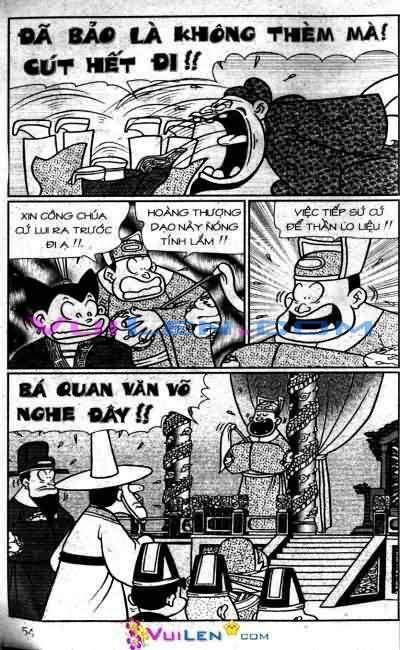 ĐÃ BẢO LÀ KHÔNG THÈM MÀ!
CÚT HẾT ĐI!!
XIN CÔNG CHÚA
CỨ LUI RA TRƯỚC
ĐI Ạ!!
HOÀNG THƯỢNG
DẠO NÀY NÓNG
TÍNH LẮM!!
VIỆC TIẾP SỨ CỨ
ĐỂ THẦN LO LIỆU!!
VUILEN.COM
BÁ QUAN VĂN VÕ
NGHE ĐÂY!!
VUILEN.COM